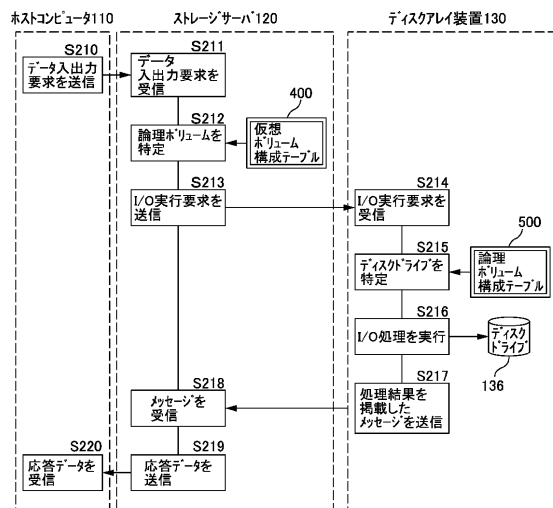 ホストコンピュータ110
ストレージサーバ120
ディスクアレイ装置130
S210
データ入出力
要求を送信
S211
データ
入出力要求を
受信
400
仮想
ボリューム
構成テーブル
S212
論理ボリュームを
特定
S213
I/O実行要求を
送信
S214
I/O実行要求を
受信
500
論理
ボリューム
構成テーブル
S215
ディスクドライブを
特定
S216
I/O処理を実行
ディスク
ドライブ
136
S217
処理結果を
掲載した
メッセージを送信
S218
メッセージを
受信
S219
応答データを
送信
S220
応答データを
受信